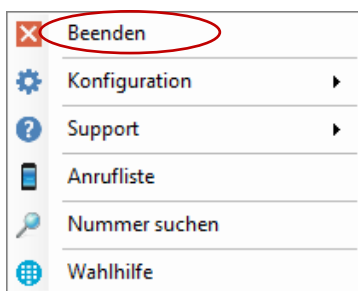 Beenden
Konfiguration
Support
Anrufliste
Nummer suchen
Wahlhilfe